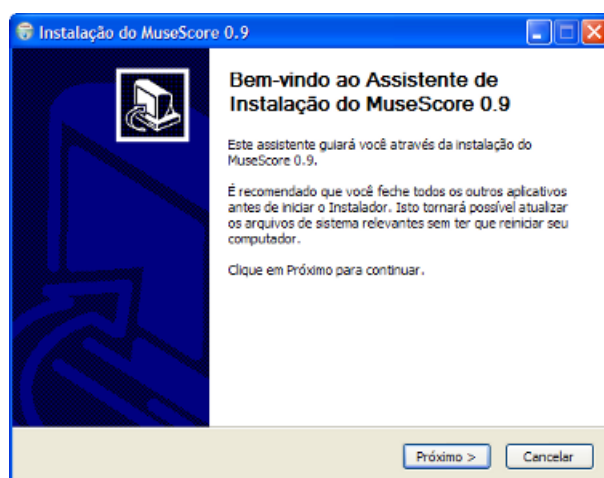 Instalação do MuseScore 0.9
Bem-vindo ao Assistente de
Instalação do MuseScore 0.9
Este assistente guiará você através da instalação do
MuseScore 0.9.
É recomendado que você feche todos os outros aplicativos
antes de iniciar o Instalador. Isto tornará possível atualizar
os arquivos de sistema relevantes sem ter que reiniciar seu
computador.
Clique em Próximo para continuar.
Próximo >
Cancelar